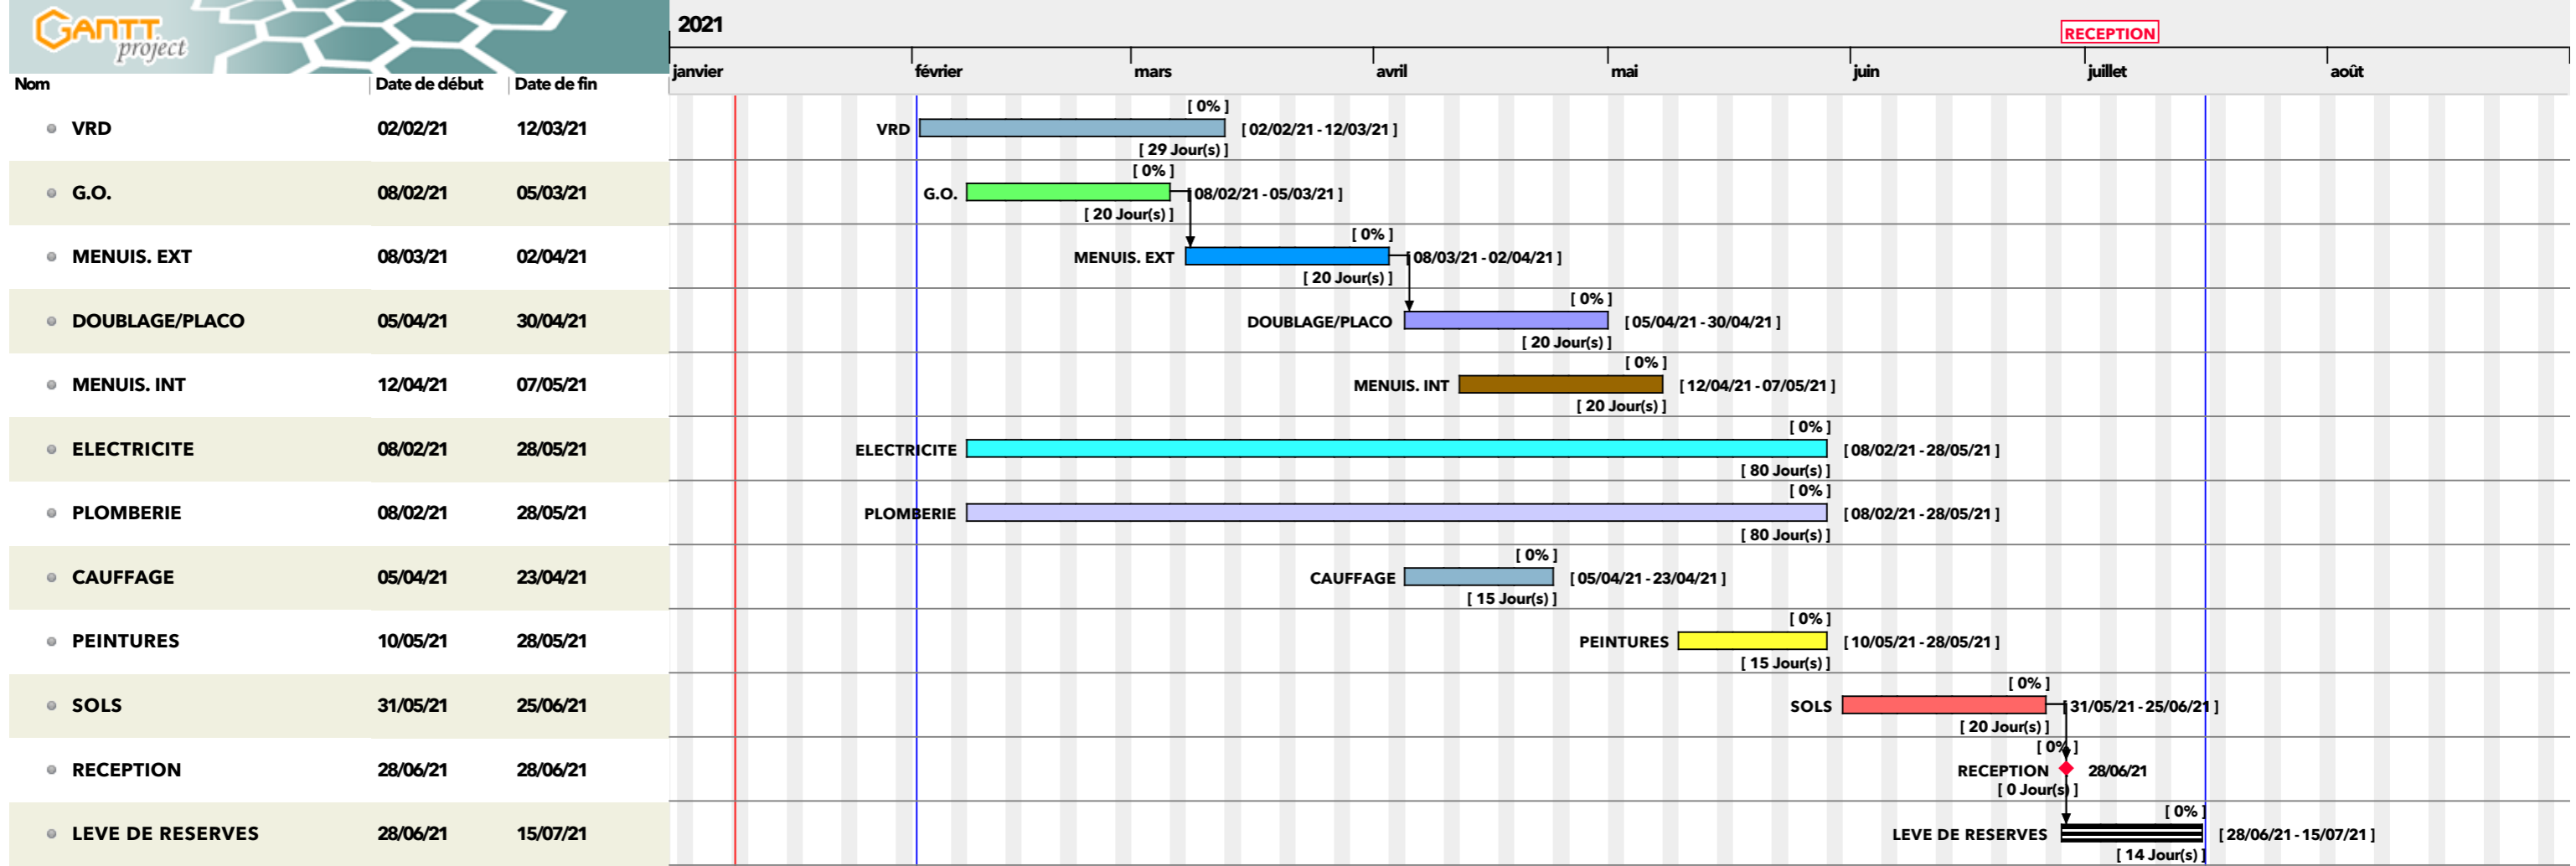 GANTT
project
2021
RECEPTION
janvier février mars avril mai juin juillet août
Nom Date de début Date de fin
[ 0% ]
VRD 02/02/21 12/03/21 VRD [ 02/02/21 - 12/03/21 ]
[ 29 Jour(s) ]
[ 0% ]
G.O. 08/02/21 05/03/21 G.O. [ 08/02/21 - 05/03/21 ]
[ 20 Jour(s) ]
[ 0% ]
MENUIS. EXT 08/03/21 02/04/21 MENUIS. EXT [ 08/03/21 - 02/04/21 ]
[ 20 Jour(s) ]
[ 0% ]
DOUBLAGE/PLACO 05/04/21 30/04/21 DOUBLAGE/PLACO [ 05/04/21 - 30/04/21 ]
[ 20 Jour(s) ]
[ 0% ]
MENUIS. INT 12/04/21 07/05/21 MENUIS. INT [ 12/04/21 - 07/05/21 ]
[ 20 Jour(s) ]
[ 0% ]
ELECTRICITE 08/02/21 28/05/21 ELECTRICITE [ 08/02/21 - 28/05/21 ]
[ 80 Jour(s) ]
[ 0% ]
PLOMBERIE 08/02/21 28/05/21 PLOMBERIE [ 08/02/21 - 28/05/21 ]
[ 80 Jour(s) ]
[ 0% ]
CAUFFAGE 05/04/21 23/04/21 CAUFFAGE [ 05/04/21 - 23/04/21 ]
[ 15 Jour(s) ]
[ 0% ]
PEINTURES 10/05/21 28/05/21 PEINTURES [ 10/05/21 - 28/05/21 ]
[ 15 Jour(s) ]
[ 0% ]
SOLS 31/05/21 25/06/21 SOLS [ 31/05/21 - 25/06/21 ]
[ 20 Jour(s) ]
[ 0% ]
RECEPTION 28/06/21 28/06/21 RECEPTION 28/06/21
[ 0 Jour(s) ]
[ 0% ]
LEVE DE RESERVES 28/06/21 15/07/21 LEVE DE RESERVES [ 28/06/21 - 15/07/21 ]
[ 14 Jour(s) ]